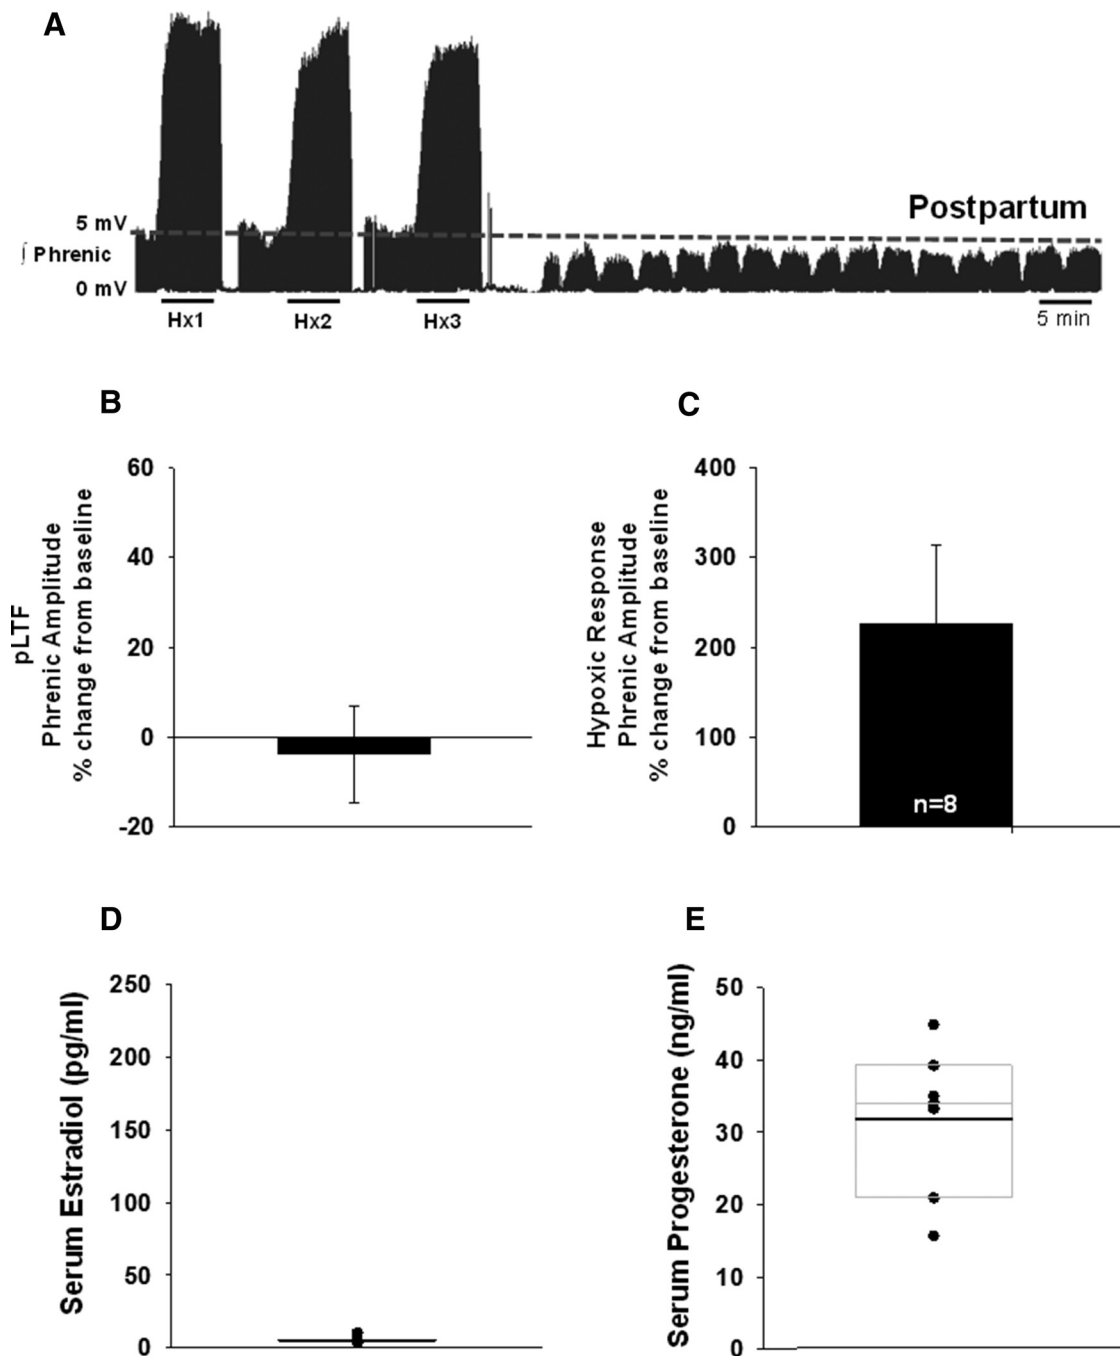 A
5 mV
∫ Phrenic
0 mV
Hx1
Hx2
Hx3
Postpartum
5 min
B
pLTF
Phrenic Amplitude
% change from baseline
60
40
20
0
-20
C
Hypoxic Response
Phrenic Amplitude
% change from baseline
400
300
200
100
0
n=8
D
Serum Estradiol (pg/ml)
250
200
150
100
50
0
E
Serum Progesterone (ng/ml)
50
40
30
20
10
0